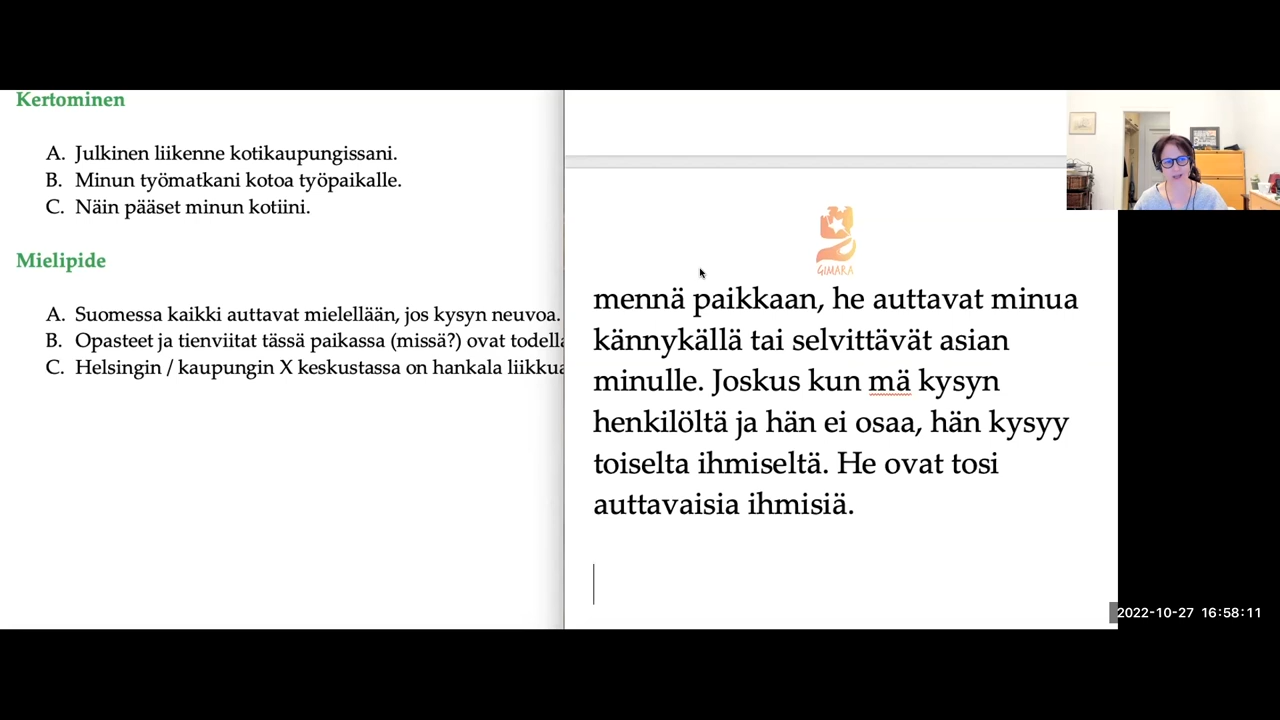 Kertominen
A. Julkinen liikenne kotikaupungissani.
B. Minun työmatkani kotoa työpaikalle.
C. Näin pääset minun kotiini.
Mielipide
A. Suomessa kaikki auttavat mielellään, jos kysyn neuvoa.
B. Opasteet ja tienviitat tässä paikassa (missä?) ovat todella
C. Helsingin / kaupungin X keskustassa on hankala liikkua
GIMARA
mennä paikkaan, he auttavat minua
kännykällä tai selvittävät asian
minulle. Joskus kun mä kysyn
henkilöltä ja hän ei osaa, hän kysyy
toiselta ihmiseltä. He ovat tosi
auttavaisia ihmisiä.
2022-10-27 16:58:11